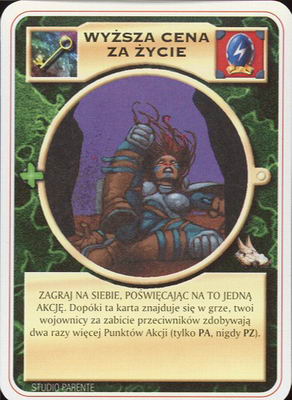 WYŻSZA CENA
ZA ŻYCIE
ZAGRAJ NA SIEBIE, POŚWIĘCAJĄC NA TO JEDNĄ
AKCJĘ. Dopóki ta karta znajduje się w grze, twoi
wojownicy za zabicie przeciwników zdobywają
dwa razy więcej Punktów Akcji (tylko PA, nigdy PZ).
STUDIO PARENTE